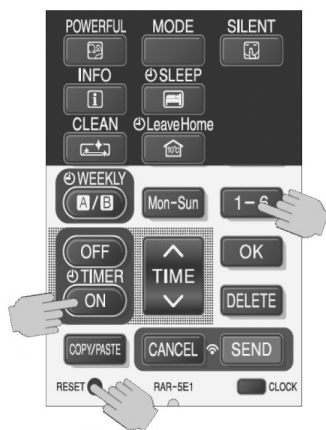 POWERFUL MODE SILENT
INFO SLEEP
i
CLEAN LeaveHome
10°C
WEEKLY
A/B Mon-Sun 1-6
OFF TIME OK
TIMER
ON DELETE
COPY/PASTE CANCEL SEND
RESET RAR-5E1 CLOCK